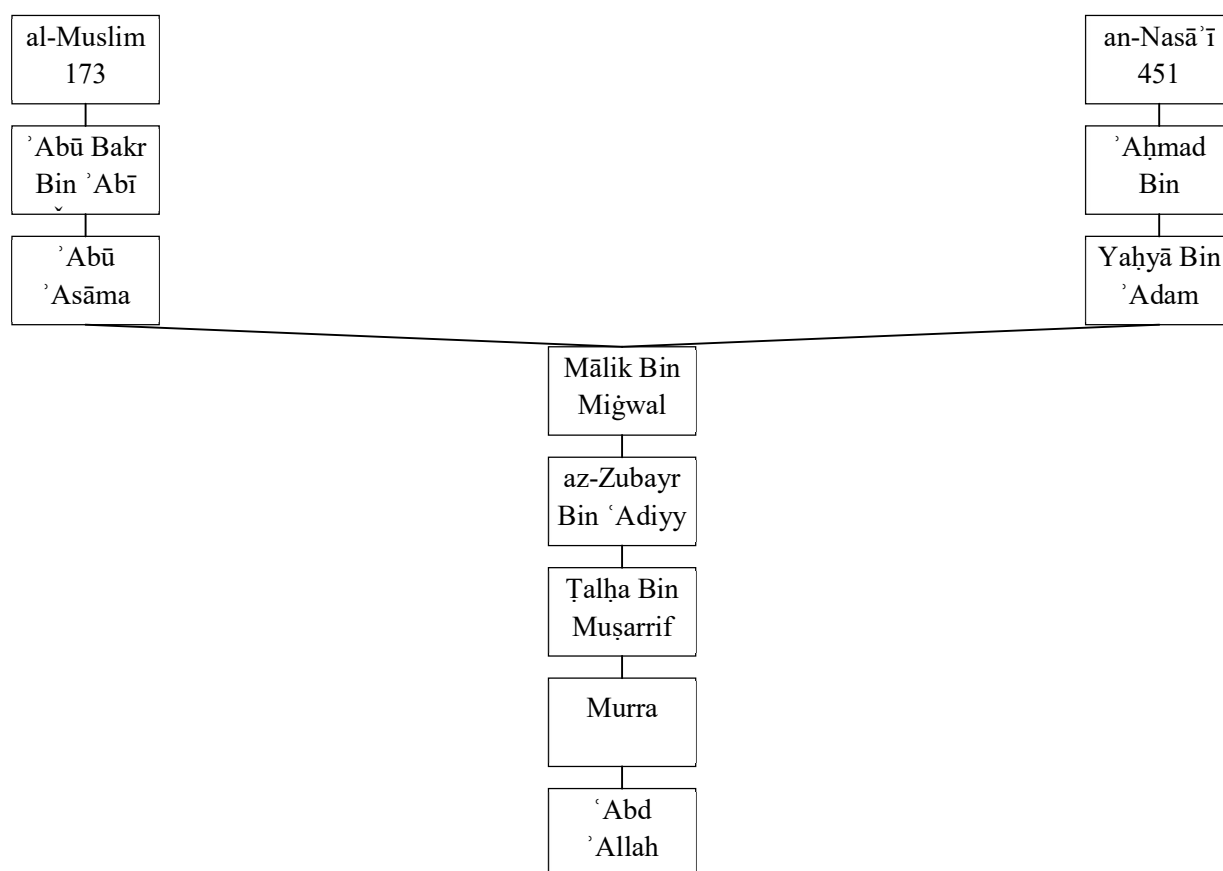 al-Muslim
173
an-Nasāʾī
451
ʾAbū Bakr
Bin ʾAbī
ʾAḥmad
Bin
ʾAbū
ʾAsāma
Yaḥyā Bin
ʾAdam
Mālik Bin
Miġwal
az-Zubayr
Bin ʿAdiyy
Ṭalḥa Bin
Muṣarrif
Murra
ʿAbd
ʾAllah